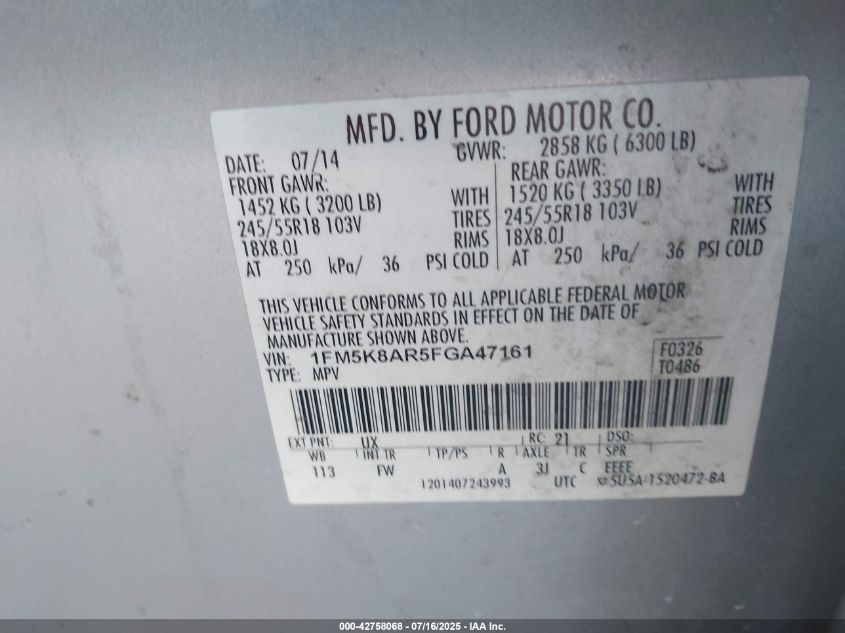 MFD. BY FORD MOTOR CO.
DATE: 07/14 GVWR: 2858 KG ( 6300 LB)
FRONT GAWR: REAR GAWR:
1452 KG ( 3200 LB) WITH 1520 KG ( 3350 LB) WITH
245/55R18 103V TIRES 245/55R18 103V TIRES
18X8.0J RIMS 18X8.0J RIMS
AT 250 kPa/ 36 PSI COLD AT 250 kPa/ 36 PSI COLD
THIS VEHICLE CONFORMS TO ALL APPLICABLE FEDERAL MOTOR
VEHICLE SAFETY STANDARDS IN EFFECT ON THE DATE OF
MANUFACTURE SHOWN ABOVE.
VIN: 1FM5K8AR5FGA47161 F0326
TYPE: MPV T0486
EXT PNT: UX RC: 21 DSO:
WB INT TR TP/PS R AXLE TR SPR
113 FW A 3J C EEEE
1201407243993 UTC SU5A-1520472-BA
000-42758068 - 07/16/2025 - IAA Inc.